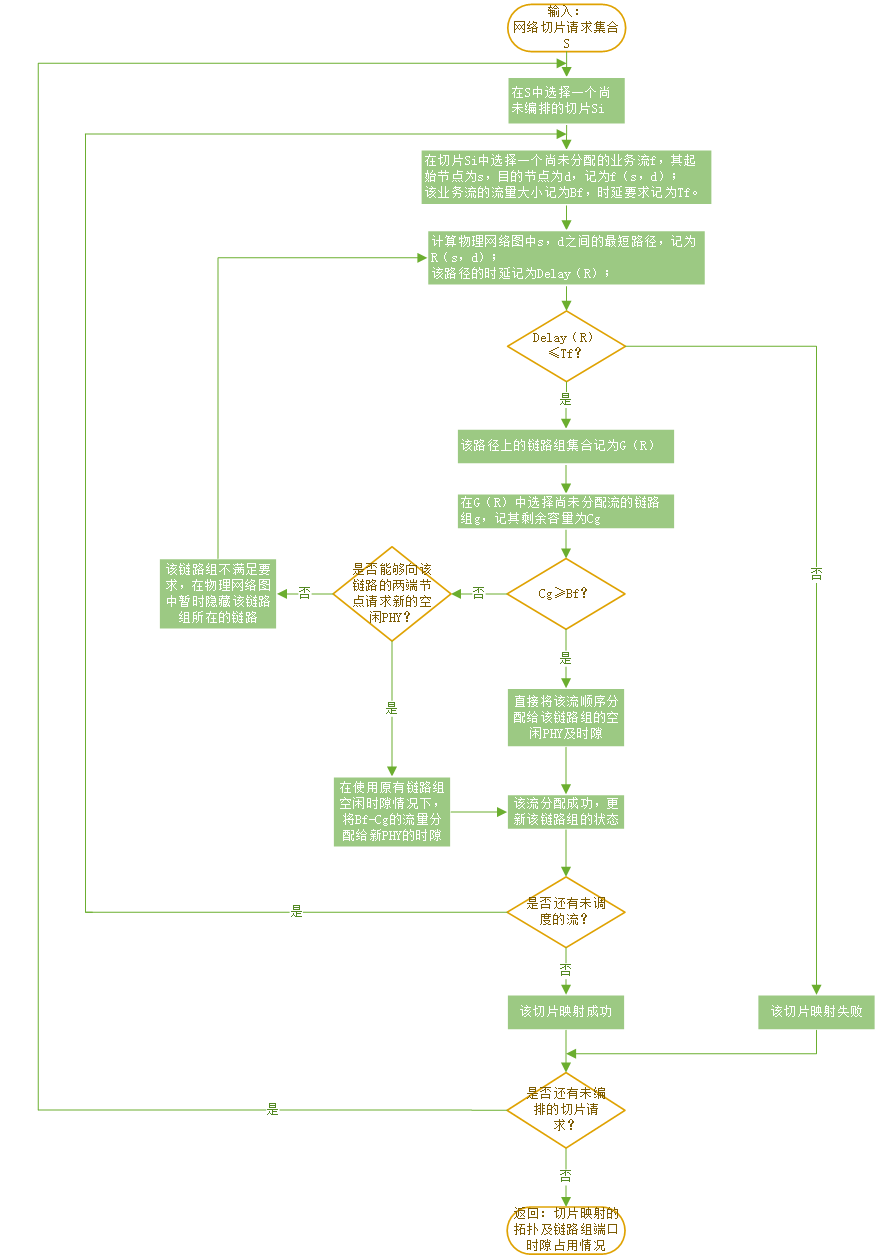 输入：
网络切片请求集合
S
在S中选择一个尚
未编排的切片Si
在切片Si中选择一个尚未分配的业务流f，其起
始节点为s，目的节点为d，记为f（s，d）；
该业务流的流量大小记为Bf，时延要求记为Tf。
计算物理网络图中s，d之间的最短路径，记为
R（s，d）；
该路径的时延记为Delay（R）；
Delay（R）
≤Tf？
是
否
该路径上的链路组集合记为G（R）
在G（R）中选择尚未分配流的链路
组g，记其剩余容量为Cg
Cg≥Bf？
否
是否能够向该
链路的两端节
点请求新的空
闲PHY？
否
该链路组不满足要
求，在物理网络图
中暂时隐藏该链路
组所在的链路
是
是
直接将该流顺序分
配给该链路组的空
闲PHY及时隙
在使用原有链路组
空闲时隙情况下，
将Bf-Cg的流量分
配给新PHY的时隙
该流分配成功，更
新该链路组的状态
是否还有未调
度的流？
是
否
该切片映射成功
该切片映射失败
是否还有未编
排的切片请
求？
是
否
返回：切片映射的
拓扑及链路组端口
时隙占用情况